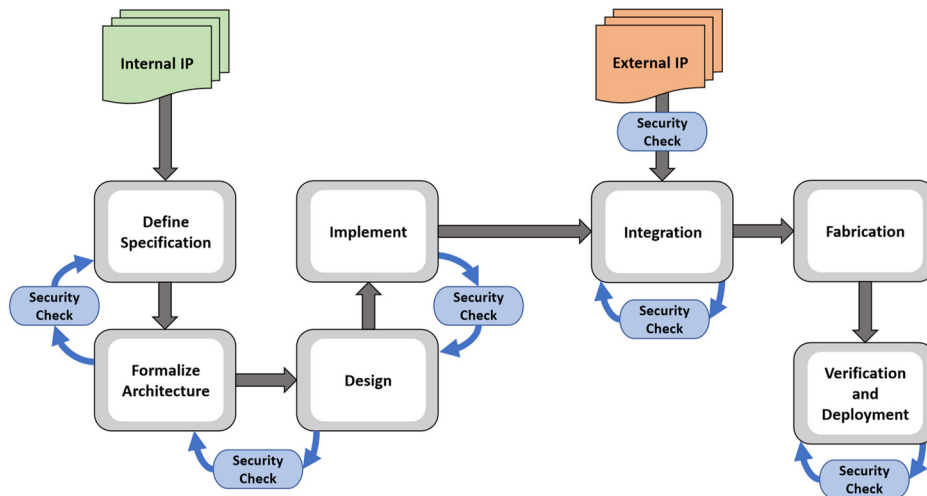 Internal IP
External IP
Security
Check
Define
Specification
Implement
Integration
Fabrication
Security
Check
Security
Check
Security
Check
Formalize
Architecture
Design
Verification
and
Deployment
Security
Check
Security
Check